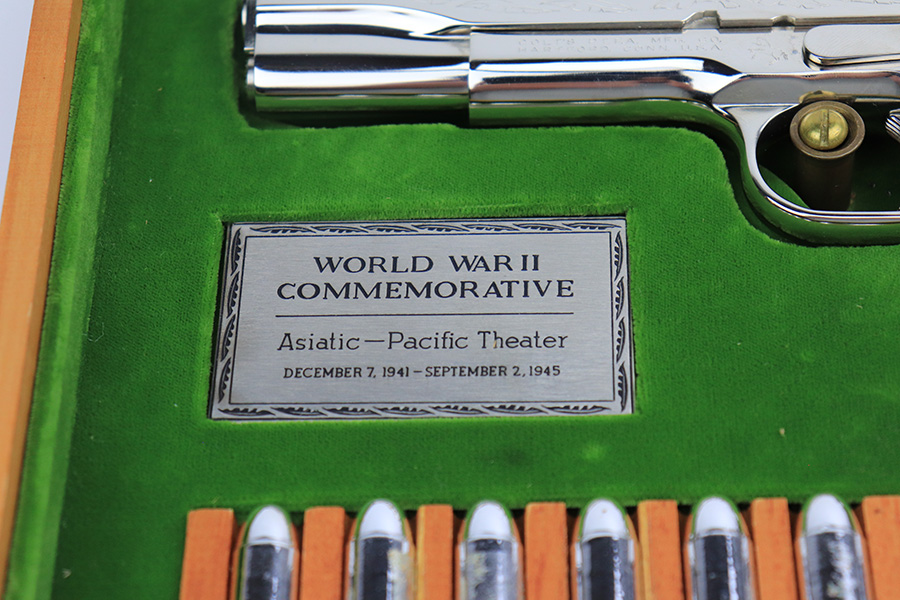 WORLD WAR II
COMMEMORATIVE
Asiatic—Pacific Theater
DECEMBER 7, 1941 – SEPTEMBER 2, 1945